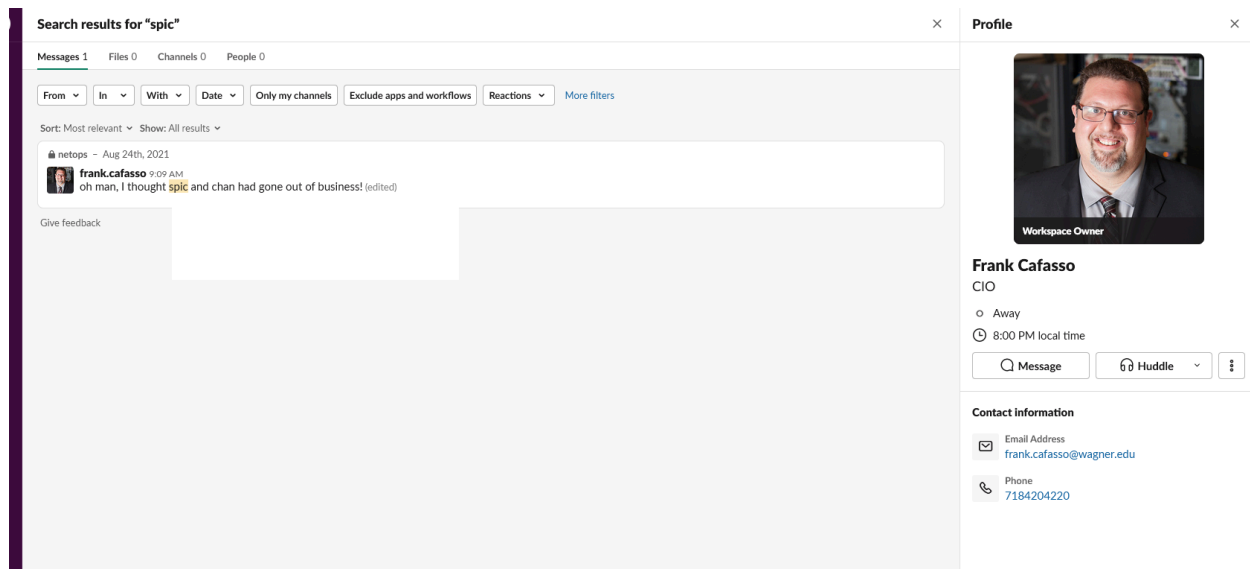 Search results for “spic”
Messages 1 Files 0 Channels 0 People 0
From In With Date Only my channels Exclude apps and workflows Reactions More filters
Sort: Most relevant Show: All results
netops – Aug 24th, 2021
frank.cafasso 9:09 AM
oh man, I thought spic and chan had gone out of business! (edited)
Give feedback
Profile
Workspace Owner
Frank Cafasso
CIO
Away
8:00 PM local time
Message Huddle
Contact information
Email Address
frank.cafasso@wagner.edu
Phone
7184204220